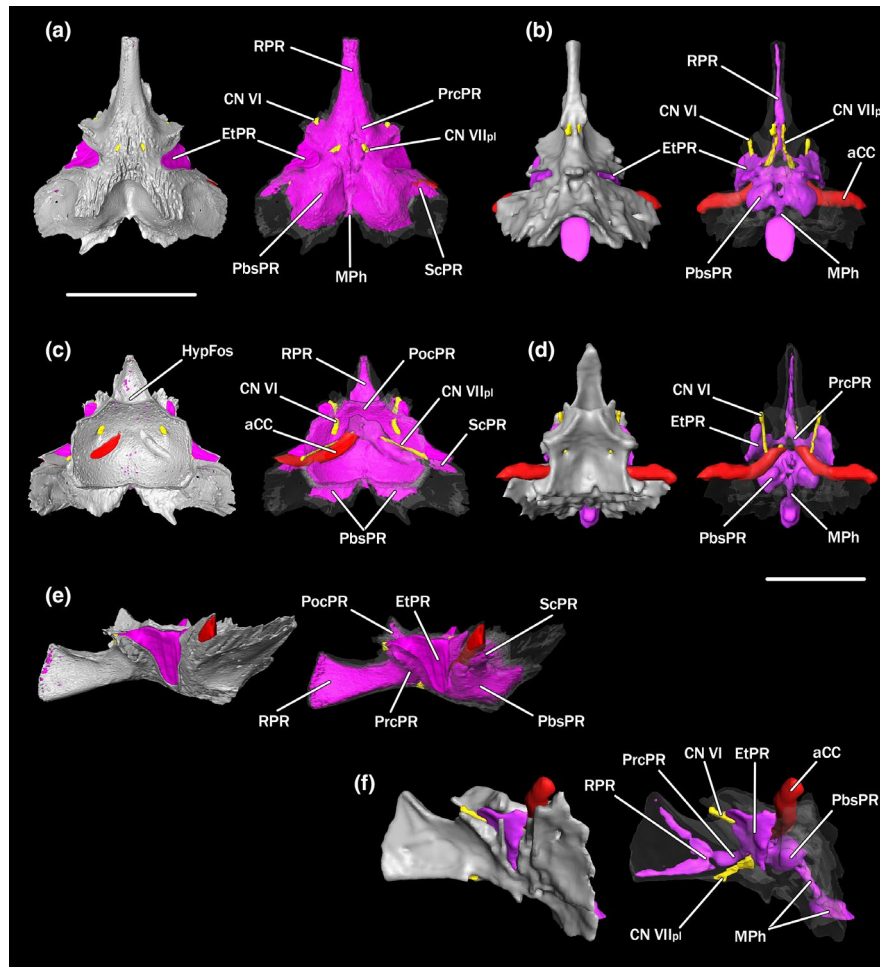 (a)
RPR
CN VI
PrcPR
EtPR
CN VIIpl
PbsPR
MPh
ScPR
(b)
RPR
CN VI
CN VIIpl
EtPR
aCC
PbsPR
MPh
(c)
HypFos
RPR
PocPR
CN VI
CN VIIpl
aCC
ScPR
PbsPR
(d)
CN VI
PrcPR
EtPR
PbsPR
MPh
(e)
PocPR
EtPR
ScPR
RPR
PrcPR
PbsPR
(f)
CN VI
EtPR
aCC
PrcPR
RPR
PbsPR
CN VIIpl
MPh